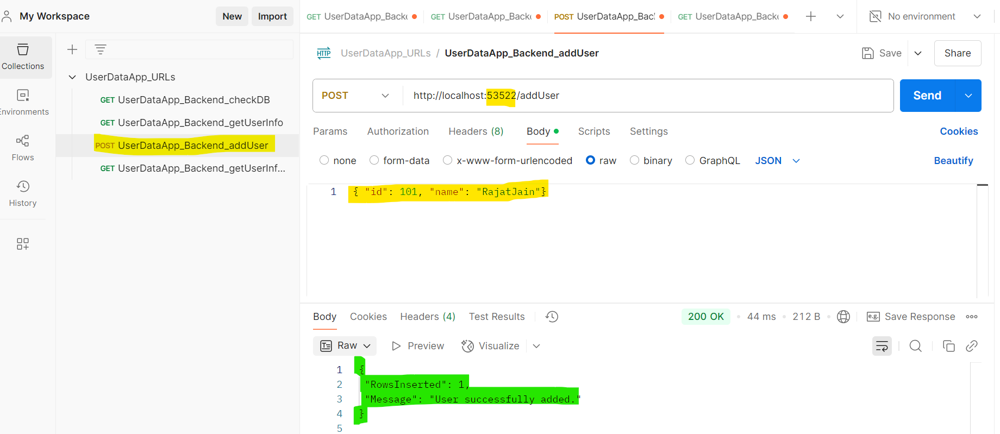 My Workspace
New
Import
GET UserDataApp_Backe
GET UserDataApp_Back
POST UserDataApp_Bac
GET UserDataApp_Backe
No environment
Collections
Environments
Flows
History
UserDataApp_URLs
GET UserDataApp_Backend_checkDB
GET UserDataApp_Backend_getUserInfo
POST UserDataApp_Backend_addUser
GET UserDataApp_Backend_getUserInf...
HTTP UserDataApp_URLs / UserDataApp_Backend_addUser
Save
Share
POST
http://localhost:53522/addUser
Send
Params Authorization Headers (8) Body Scripts Settings
Cookies
none form-data x-www-form-urlencoded raw binary GraphQL JSON
Beautify
1 { "id": 101, "name": "RajatJain"}
Body Cookies Headers (4) Test Results
200 OK • 44 ms • 212 B •
e.g. Save Response
Raw Preview Visualize
1 {
2 "RowsInserted": 1,
3 "Message": "User successfully added."
4 }
5